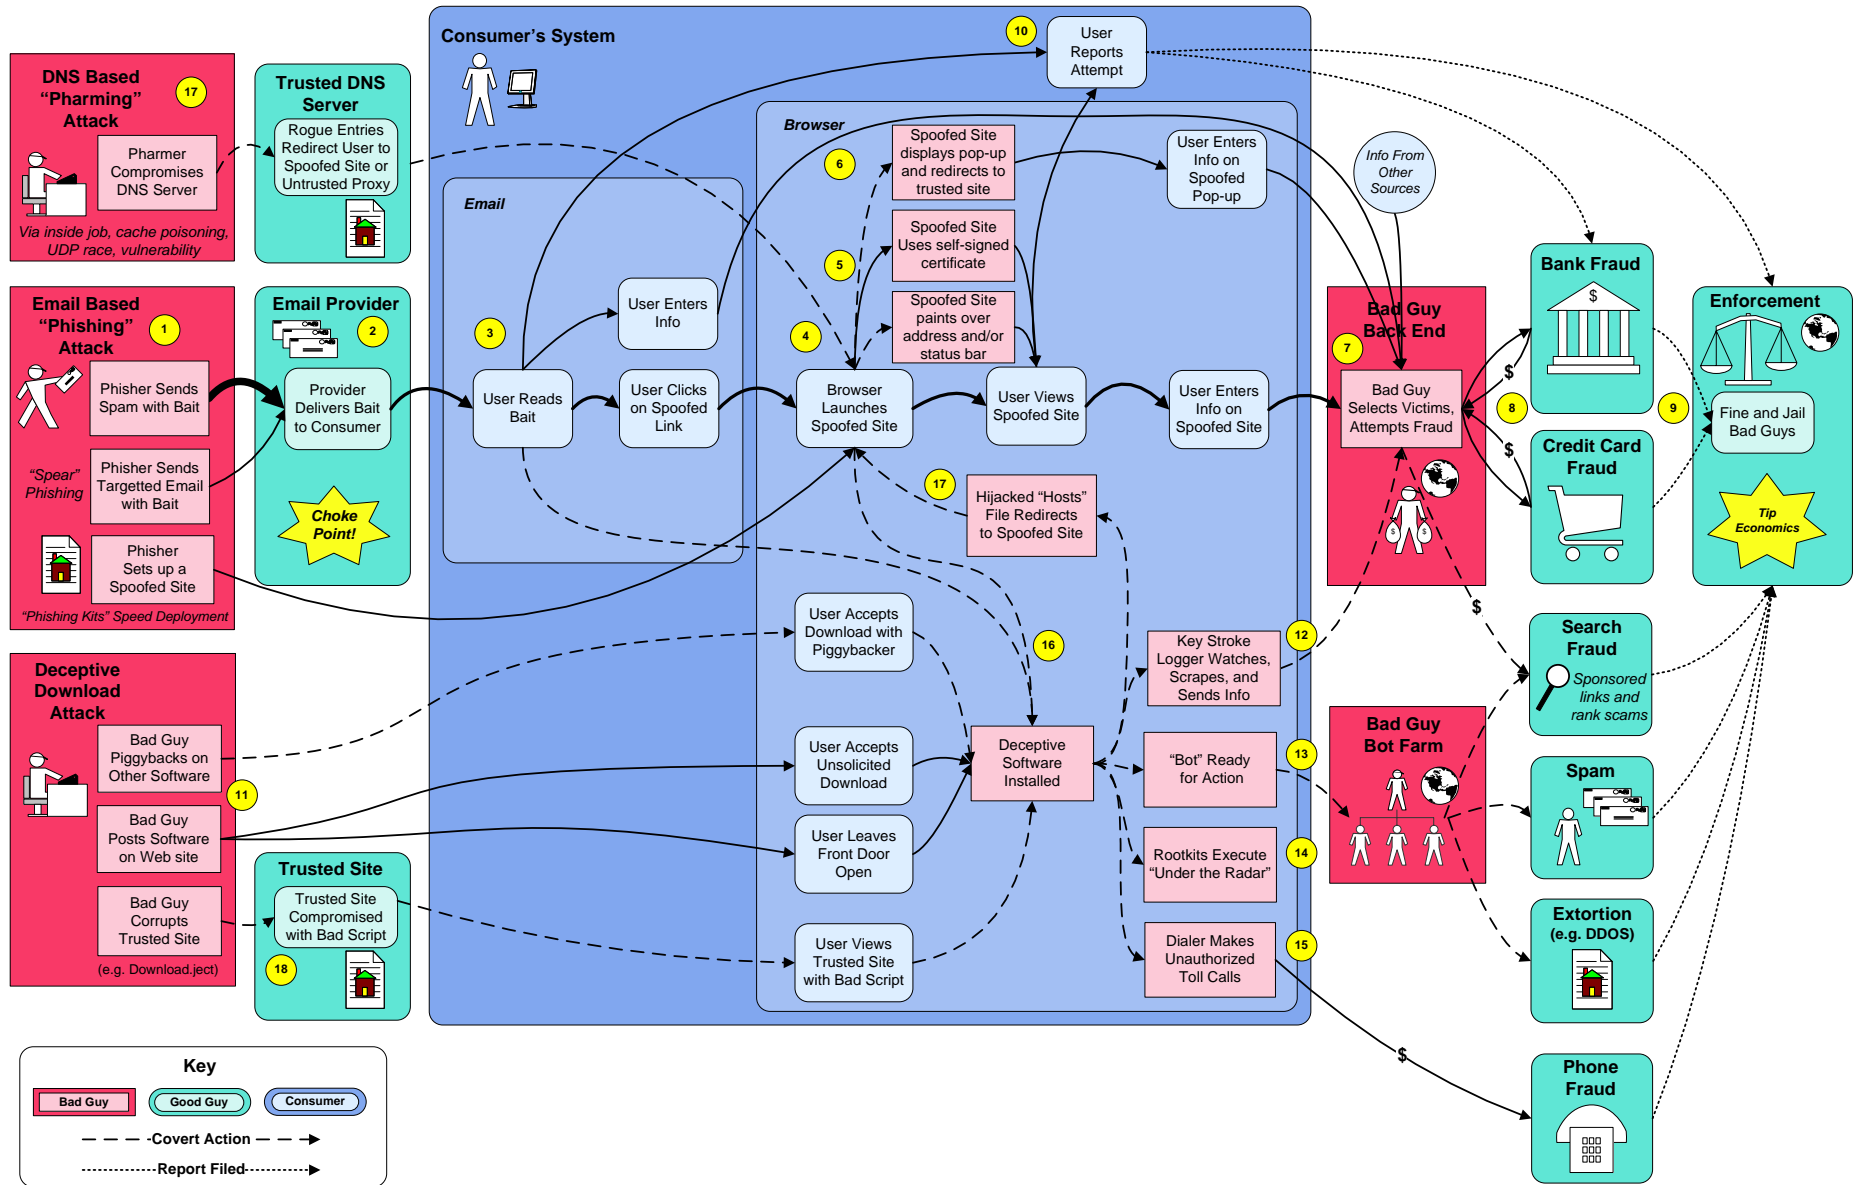 Consumer's System
10
User
Reports
Attempt
DNS Based
"Pharming"
Attack
17
Pharmer
Compromises
DNS Server
Via inside job, cache poisoning,
UDP race, vulnerability
Trusted DNS
Server
Rogue Entries
Redirect User to
Spoofed Site or
Untrusted Proxy
Browser
6
Spoofed Site
displays pop-up
and redirects to
trusted site
User Enters
Info on
Spoofed
Pop-up
Info From
Other
Sources
Email
5
Spoofed Site
Uses self-signed
certificate
Spoofed Site
paints over
address and/or
status bar
User Enters
Info
Email Based
"Phishing"
Attack
1
Phisher Sends
Spam with Bait
"Spear"
Phishing
Phisher Sends
Targetted Email
with Bait
Phisher
Sets up a
Spoofed Site
"Phishing Kits" Speed Deployment
Email Provider
2
Provider
Delivers Bait
to Consumer
Choke
Point!
3
User Reads
Bait
User Clicks
on Spoofed
Link
4
Browser
Launches
Spoofed Site
User Views
Spoofed Site
User Enters
Info on
Spoofed Site
17
Hijacked "Hosts"
File Redirects
to Spoofed Site
Bad Guy
Back End
7
Bad Guy
Selects Victims,
Attempts Fraud
$
$
$
$
8
$
Bank Fraud
$
Credit Card
Fraud
9
Enforcement
Fine and Jail
Bad Guys
Tip
Economics
$
Search
Fraud
Sponsored
links and
rank scams
Deceptive
Download
Attack
Bad Guy
Piggybacks on
Other Software
11
Bad Guy
Posts Software
on Web site
Bad Guy
Corrupts
Trusted Site
(e.g. Download.ject)
Trusted Site
Trusted Site
Compromised
with Bad Script
18
User Accepts
Download with
Piggybacker
User Accepts
Unsolicited
Download
User Leaves
Front Door
Open
User Views
Trusted Site
with Bad Script
16
Deceptive
Software
Installed
12
Key Stroke
Logger Watches,
Scrapes, and
Sends Info
13
"Bot" Ready
for Action
14
Rootkits Execute
"Under the Radar"
15
Dialer Makes
Unauthorized
Toll Calls
Bad Guy
Bot Farm
Spam
Extortion
(e.g. DDOS)
$
Phone
Fraud
Key
Bad Guy
Good Guy
Consumer
Covert Action
Report Filed